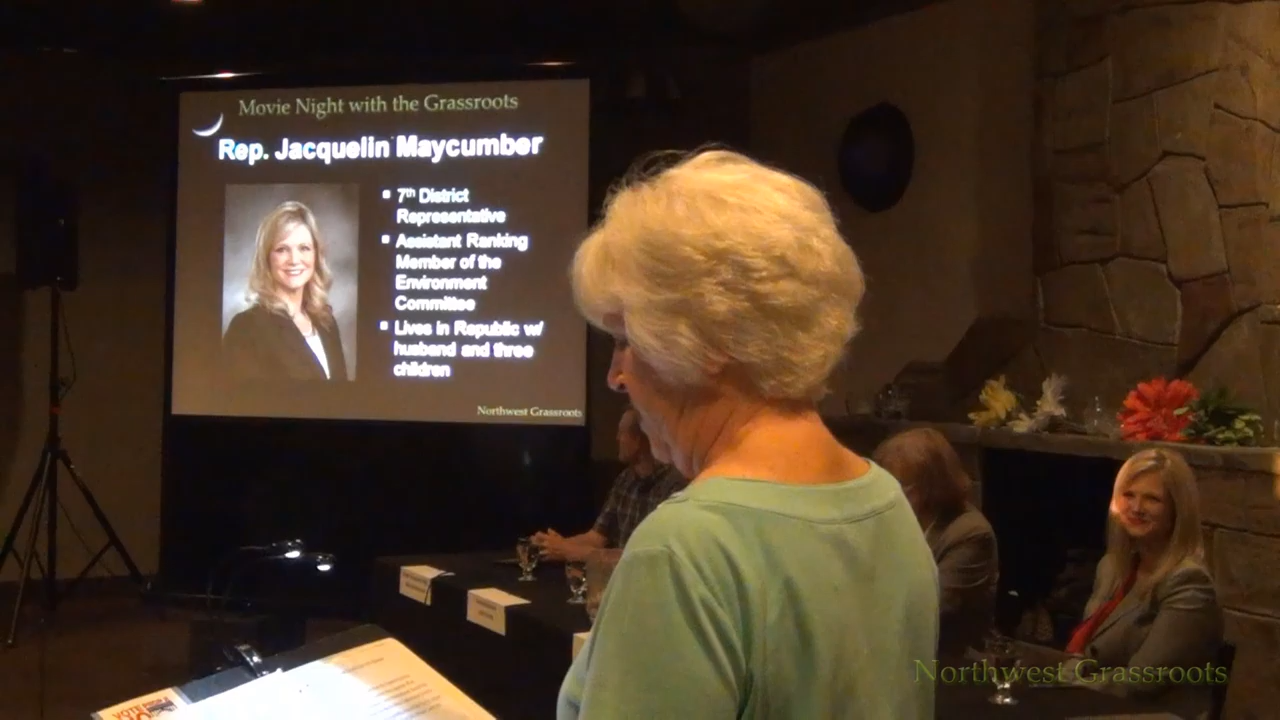 Movie Night with the Grassroots
Rep. Jacquelin Maycumber
▪ 7th District
Representative
▪ Assistant Ranking
Member of the
Environment
Committee
▪ Lives in Republic w/
husband and three
children
Northwest Grassroots
VOTE
Northwest Grassroots